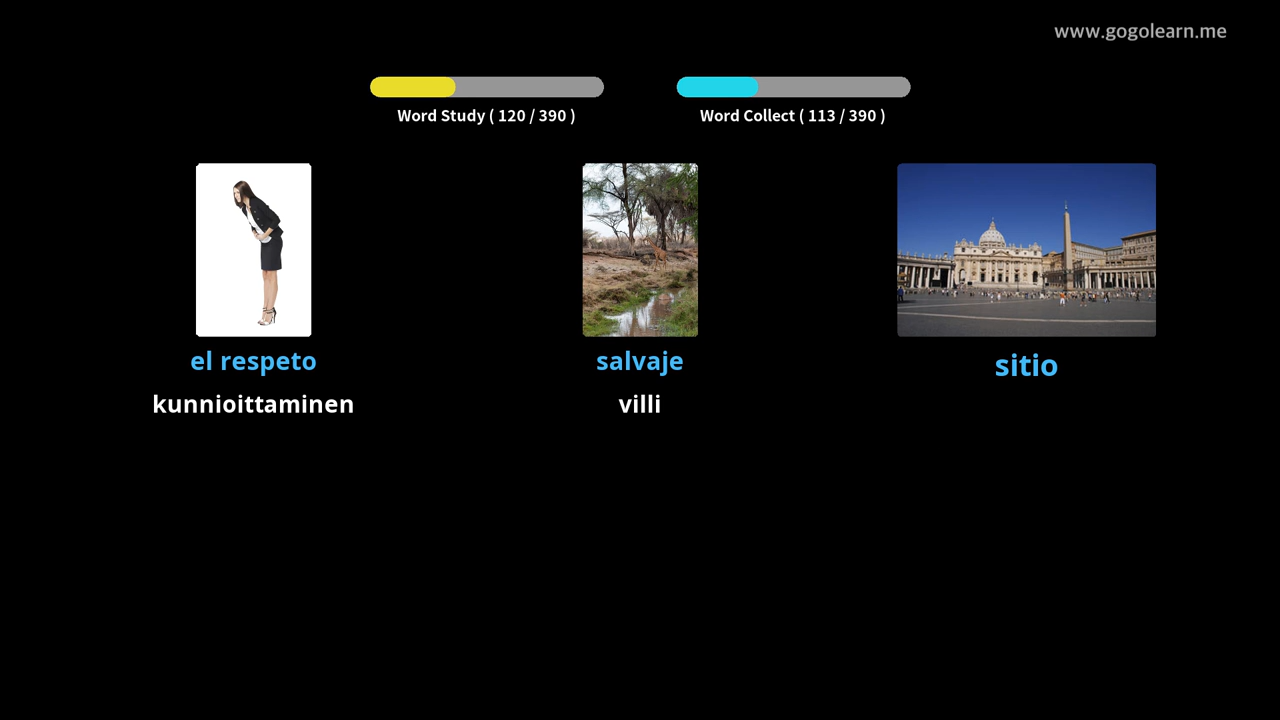 www.gogolearn.me
Word Study ( 120 / 390 )
Word Collect ( 113 / 390 )
el respeto
kunnioittaminen
salvaje
villi
sitio